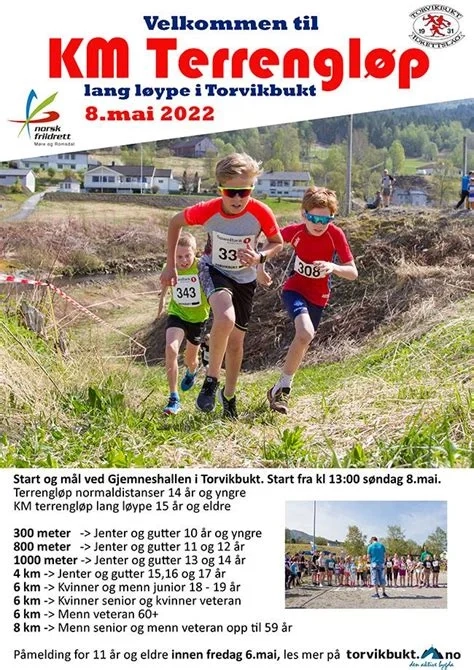 Velkommen til
KM Terrengløp
lang løype i Torvikbukt
8.mai 2022
TORVIKBUKT
19 31
IDRETTSLAG
norsk
friidrett
Møre og Romsdal
343
33
308
Start og mål ved Gjemneshallen i Torvikbukt. Start fra kl 13:00 søndag 8.mai.
Terrengløp normaldistanser 14 år og yngre
KM terrengløp lang løype 15 år og eldre
300 meter -> Jenter og gutter 10 år og yngre
800 meter -> Jenter og gutter 11 og 12 år
1000 meter -> Jenter og gutter 13 og 14 år
4 km -> Jenter og gutter 15,16 og 17 år
6 km -> Kvinner og menn junior 18 - 19 år
6 km -> Kvinner senior og kvinner veteran
6 km -> Menn veteran 60+
8 km -> Menn senior og menn veteran opp til 59 år
Påmelding for 11 år og eldre innen fredag 6.mai, les mer på torvikbukt.no
den aktive bygda